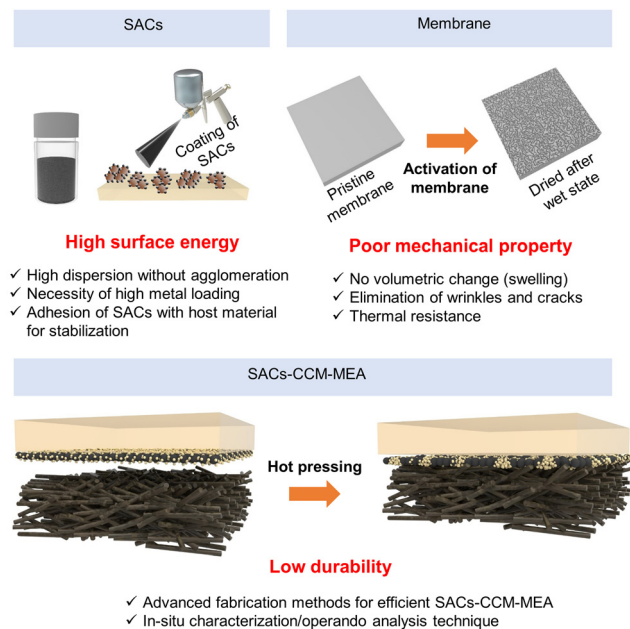 SACs
Coating of
SACs
High surface energy
✓ High dispersion without agglomeration
✓ Necessity of high metal loading
✓ Adhesion of SACs with host material
for stabilization
Membrane
Pristine
membrane
Activation of
membrane
Dried after
wet state
Poor mechanical property
✓ No volumetric change (swelling)
✓ Elimination of wrinkles and cracks
✓ Thermal resistance
SACs-CCM-MEA
Hot pressing
Low durability
✓ Advanced fabrication methods for efficient SACs-CCM-MEA
✓ In-situ characterization/operando analysis technique